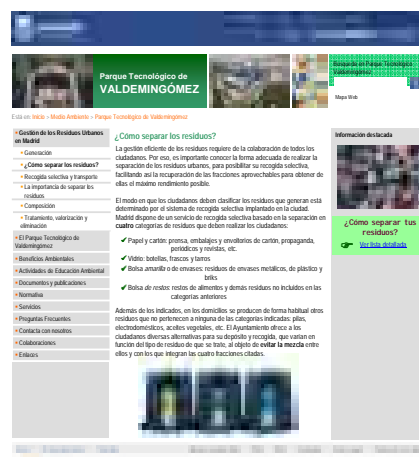 Parque Tecnológico de
VALDEMINGÓMEZ
Búsqueda en Parque Tecnológico
Valdemingómez
Mapa Web
Está en: Inicio » Medio Ambiente » Parque Tecnológico de Valdemingómez
Gestión de los Residuos Urbanos
en Madrid
Generación
¿Cómo separar los residuos?
Recogida selectiva y transporte
La importancia de separar los
residuos
Composición
Tratamiento, valorización y
eliminación
El Parque Tecnológico de
Valdemingómez
Beneficios Ambientales
Actividades de Educación Ambiental
Documentos y publicaciones
Normativa
Servicios
Preguntas Frecuentes
Contacta con nosotros
Colaboraciones
Enlaces
¿Cómo separar los residuos?
La gestión eficiente de los residuos requiere de la colaboración de todos los
ciudadanos. Por eso, es importante conocer la forma adecuada de realizar la
separación de los residuos urbanos, para posibilitar su recogida selectiva,
facilitando así la recuperación de las fracciones aprovechables para obtener de
ellas el máximo rendimiento posible.
El modo en que los ciudadanos deben clasificar los residuos que generan está
determinado por el sistema de recogida selectiva implantado en la ciudad.
Madrid dispone de un servicio de recogida selectiva basado en la separación en
cuatro categorías de residuos que deben realizar los ciudadanos:
✔ Papel y cartón: prensa, embalajes y envoltorios de cartón, propaganda,
periódicos y revistas, etc.
✔ Vidrio: botellas, frascos y tarros
✔ Bolsa amarilla o de envases: residuos de envases metálicos, de plástico y
briks
✔ Bolsa de restos: restos de alimentos y demás residuos no incluidos en las
categorías anteriores
Además de los indicados, en los domicilios se producen de forma habitual otros
residuos que no pertenecen a ninguna de las categorías indicadas: pilas,
electrodomésticos, aceites vegetales, etc. El Ayuntamiento ofrece a los
ciudadanos diversas alternativas para su depósito y recogida, que varían en
función del tipo de residuo de que se trate, al objeto de evitar la mezcla entre
ellos y con los que integran las cuatro fracciones citadas.
Información destacada
¿Cómo separar tus
residuos?
Ver lista detallada